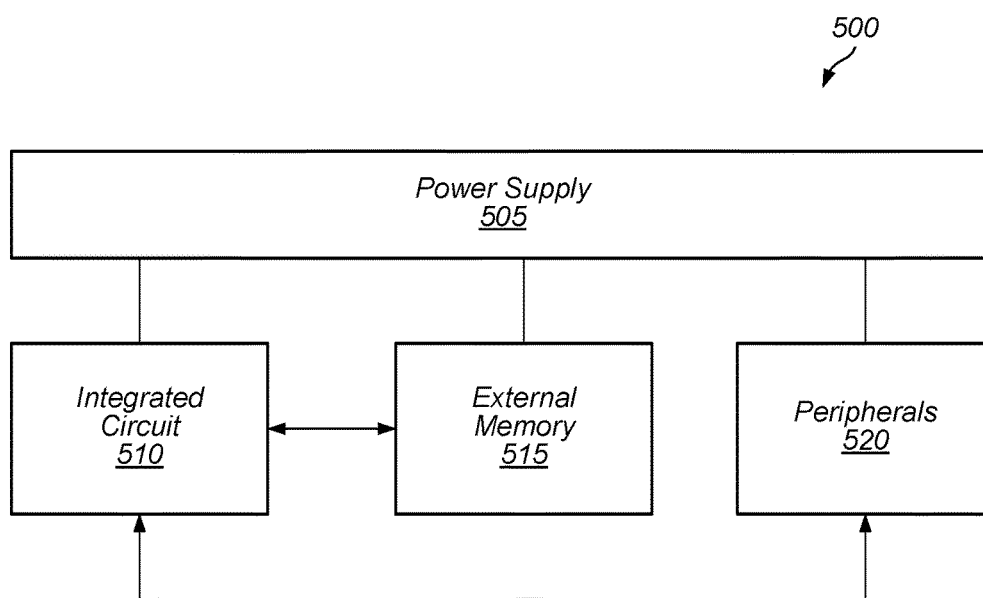 500
Power Supply
505
Integrated
Circuit
510
External
Memory
515
Peripherals
520